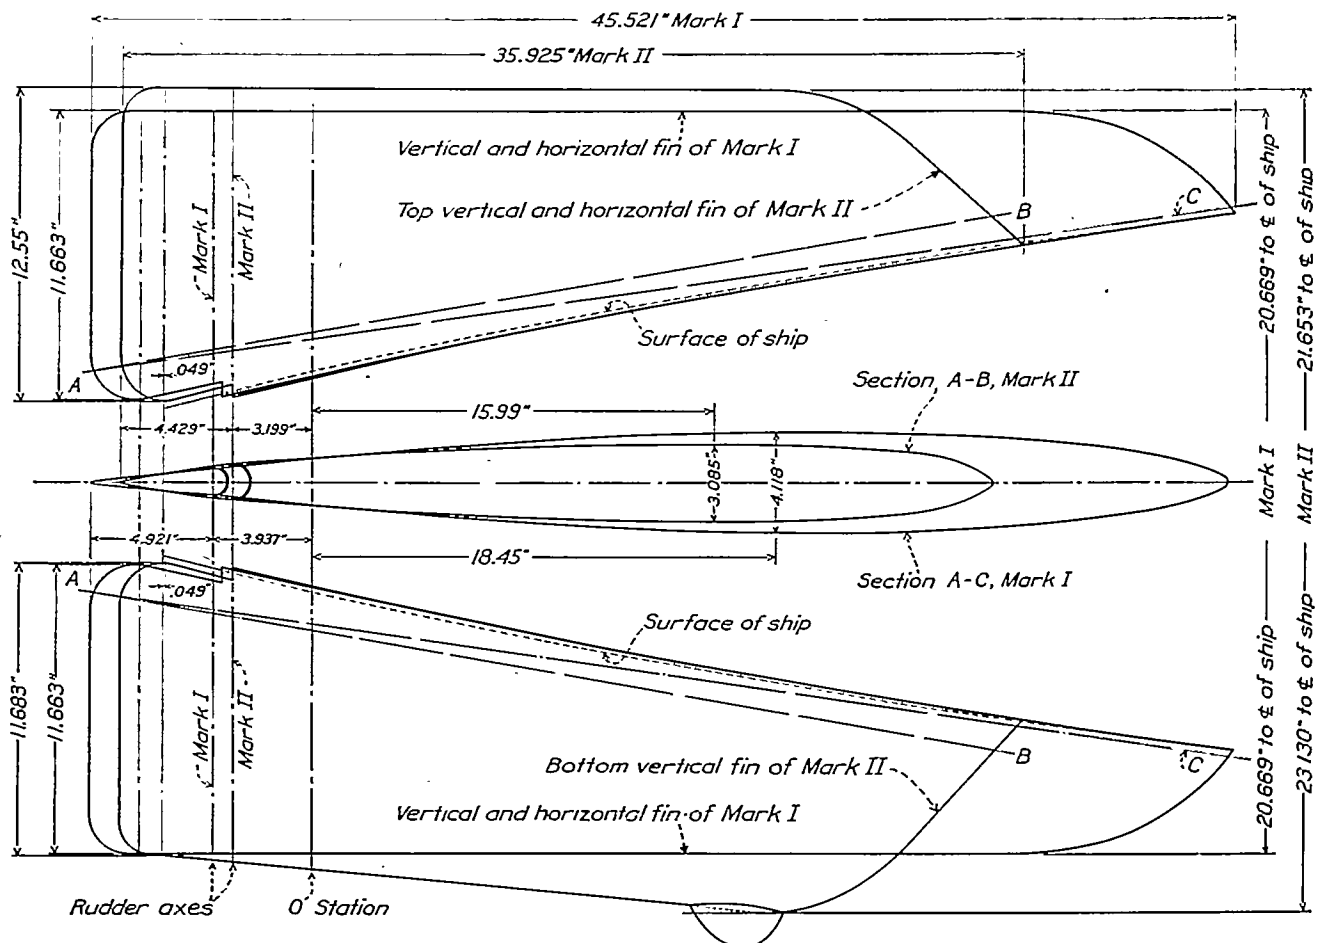 45.521" Mark I
35.925" Mark II
Vertical and horizontal fin of Mark I
Top vertical and horizontal fin of Mark II
B
C
12.55"
11.663"
Mark I
Mark II
20.669" to ℄ of ship
21.653" to ℄ of ship
Surface of ship
A
.049"
Section A-B, Mark II
15.99"
4.429"
3.199"
3.085"
4.118"
Mark I
Mark II
4.921"
3.937"
18.45"
Section A-C, Mark I
A
.049"
Surface of ship
11.683"
11.663"
Mark I
Mark II
B
C
Bottom vertical fin of Mark II
Vertical and horizontal fin of Mark I
20.669" to ℄ of ship
23130" to ℄ of ship
Rudder axes
0' Station